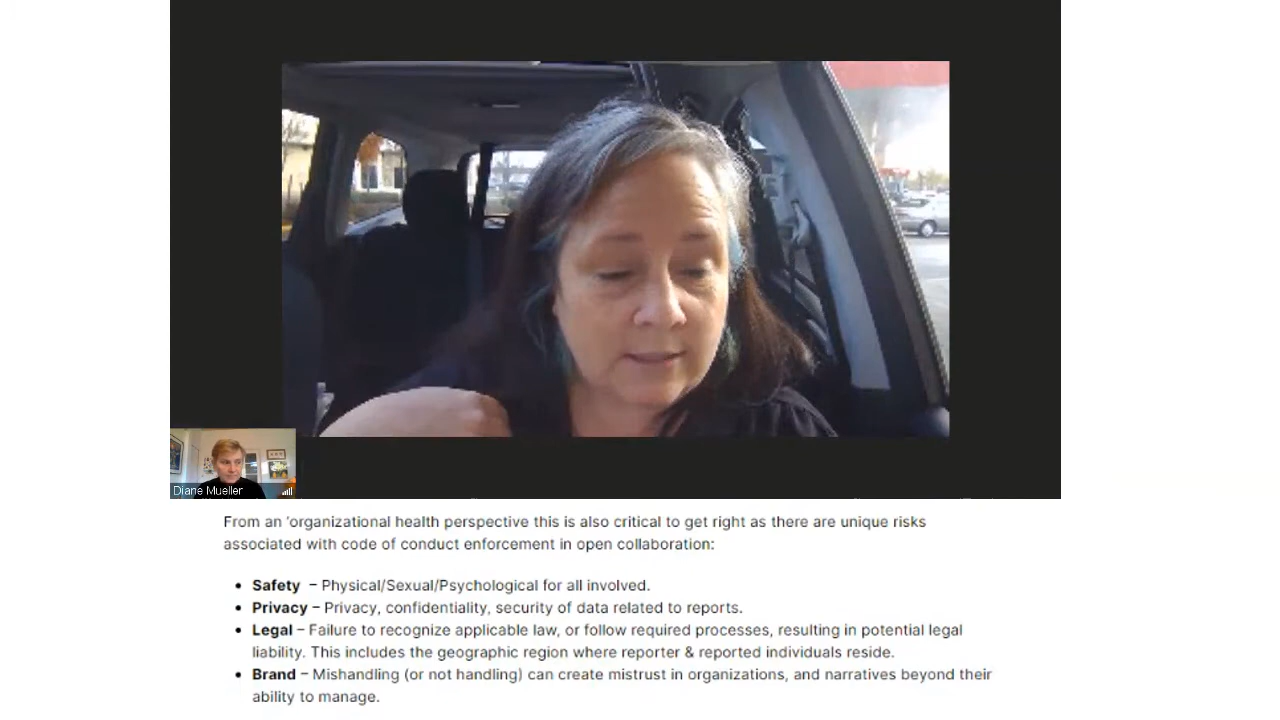 Diane Mueller
From an ‘organizational health perspective this is also critical to get right as there are unique risks
associated with code of conduct enforcement in open collaboration:
• Safety – Physical/Sexual/Psychological for all involved.
• Privacy – Privacy, confidentiality, security of data related to reports.
• Legal – Failure to recognize applicable law, or follow required processes, resulting in potential legal
liability. This includes the geographic region where reporter & reported individuals reside.
• Brand – Mishandling (or not handling) can create mistrust in organizations, and narratives beyond their
ability to manage.